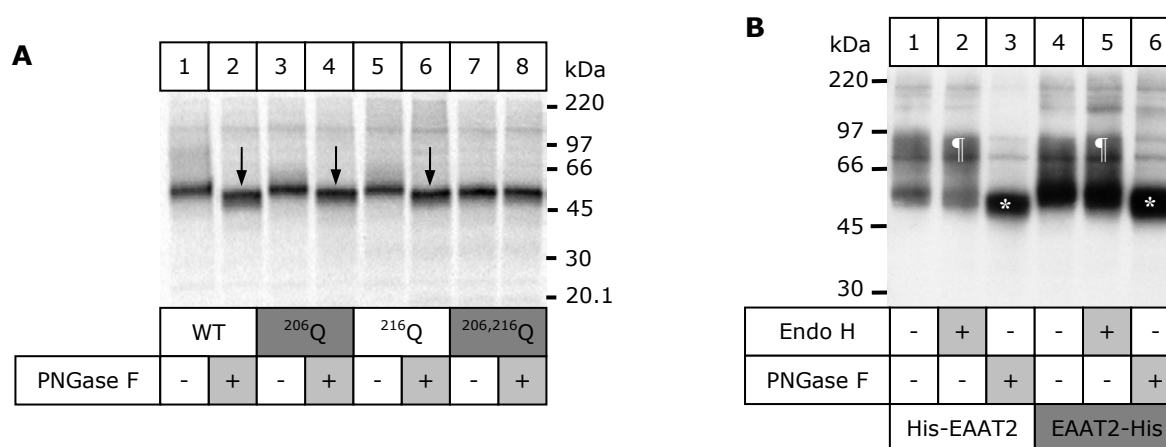 A
1 2 3 4 5 6 7 8 kDa
220
97
66
45
30
20.1
WT ²⁰⁶Q ²¹⁶Q ²⁰⁶,²¹⁶Q
PNGase F - + - + - + - +
B
kDa 1 2 3 4 5 6
220
97
¶ ¶
66
* *
45
30
Endo H - + - - + -
PNGase F - - + - - +
His-EAAT2 EAAT2-His